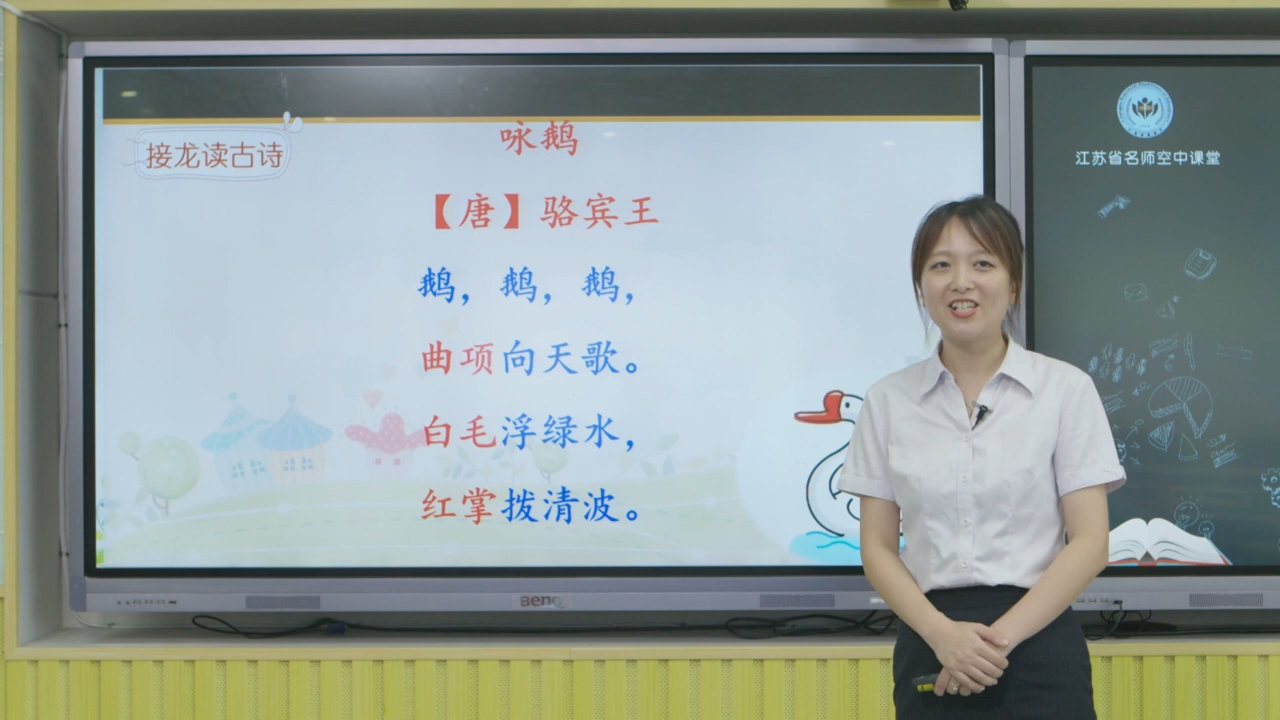 接龙读古诗
咏鹅
【唐】骆宾王
鹅，鹅，鹅，
曲项向天歌。
白毛浮绿水，
红掌拨清波。
江苏省名师空中课堂
BenQ